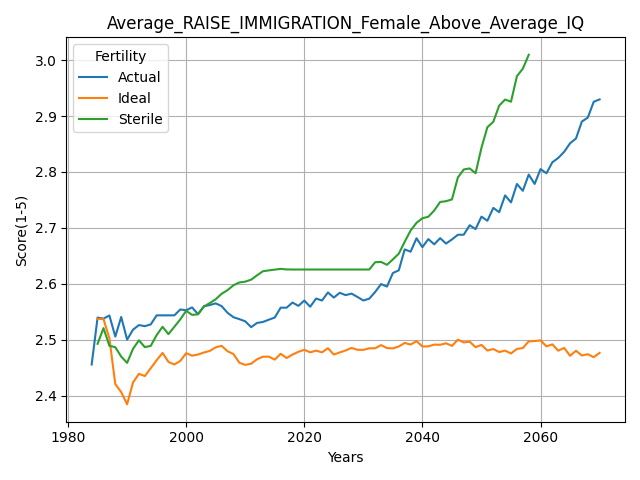 Average_RAISE_IMMIGRATION_Female_Above_Average_IQ
Fertility
Actual
Ideal
Sterile
Score(1-5)
3.0
2.9
2.8
2.7
2.6
2.5
2.4
1980
2000
2020
2040
2060
Years